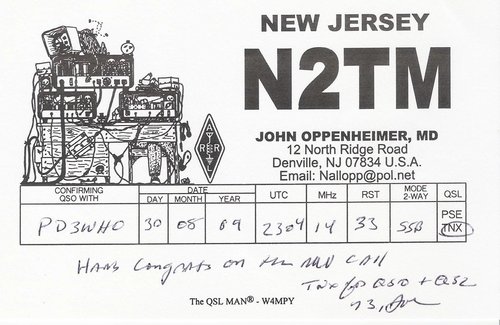 NEW JERSEY
N2TM
ARRL
JOHN OPPENHEIMER, MD
12 North Ridge Road
Denville, NJ 07834 U.S.A.
Email: Nallopp@pol.net
CONFIRMING QSO WITH DATE DAY MONTH YEAR UTC MHz RST MODE 2-WAY QSL
PD3WHO 30 08 09 2304 14 33 SSB PSE TNX
Hans Congrats on the new call
TNX for QSO + QSL
73,
The QSL MAN® - W4MPY